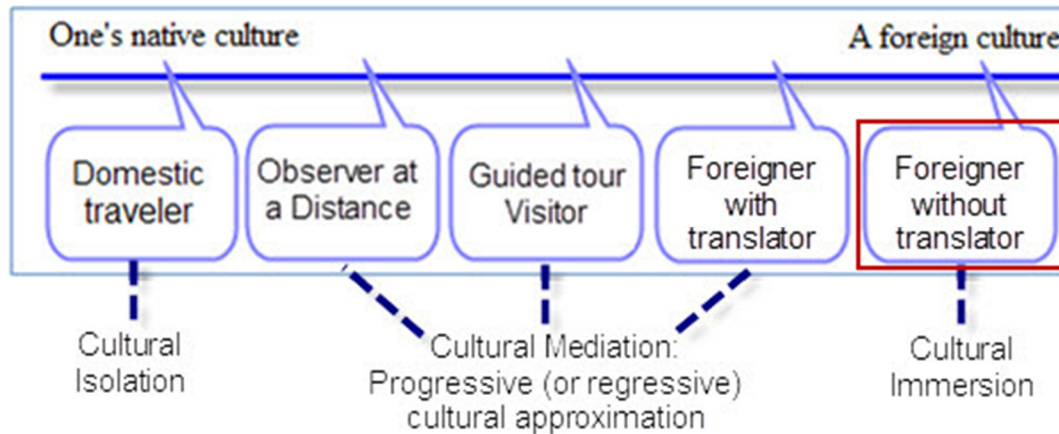 One's native culture
A foreign culture
Domestic
traveler
Observer at
a Distance
Guided tour
Visitor
Foreigner
with
translator
Foreigner
without
translator
Cultural
Isolation
Cultural Mediation:
Progressive (or regressive)
cultural approximation
Cultural
Immersion